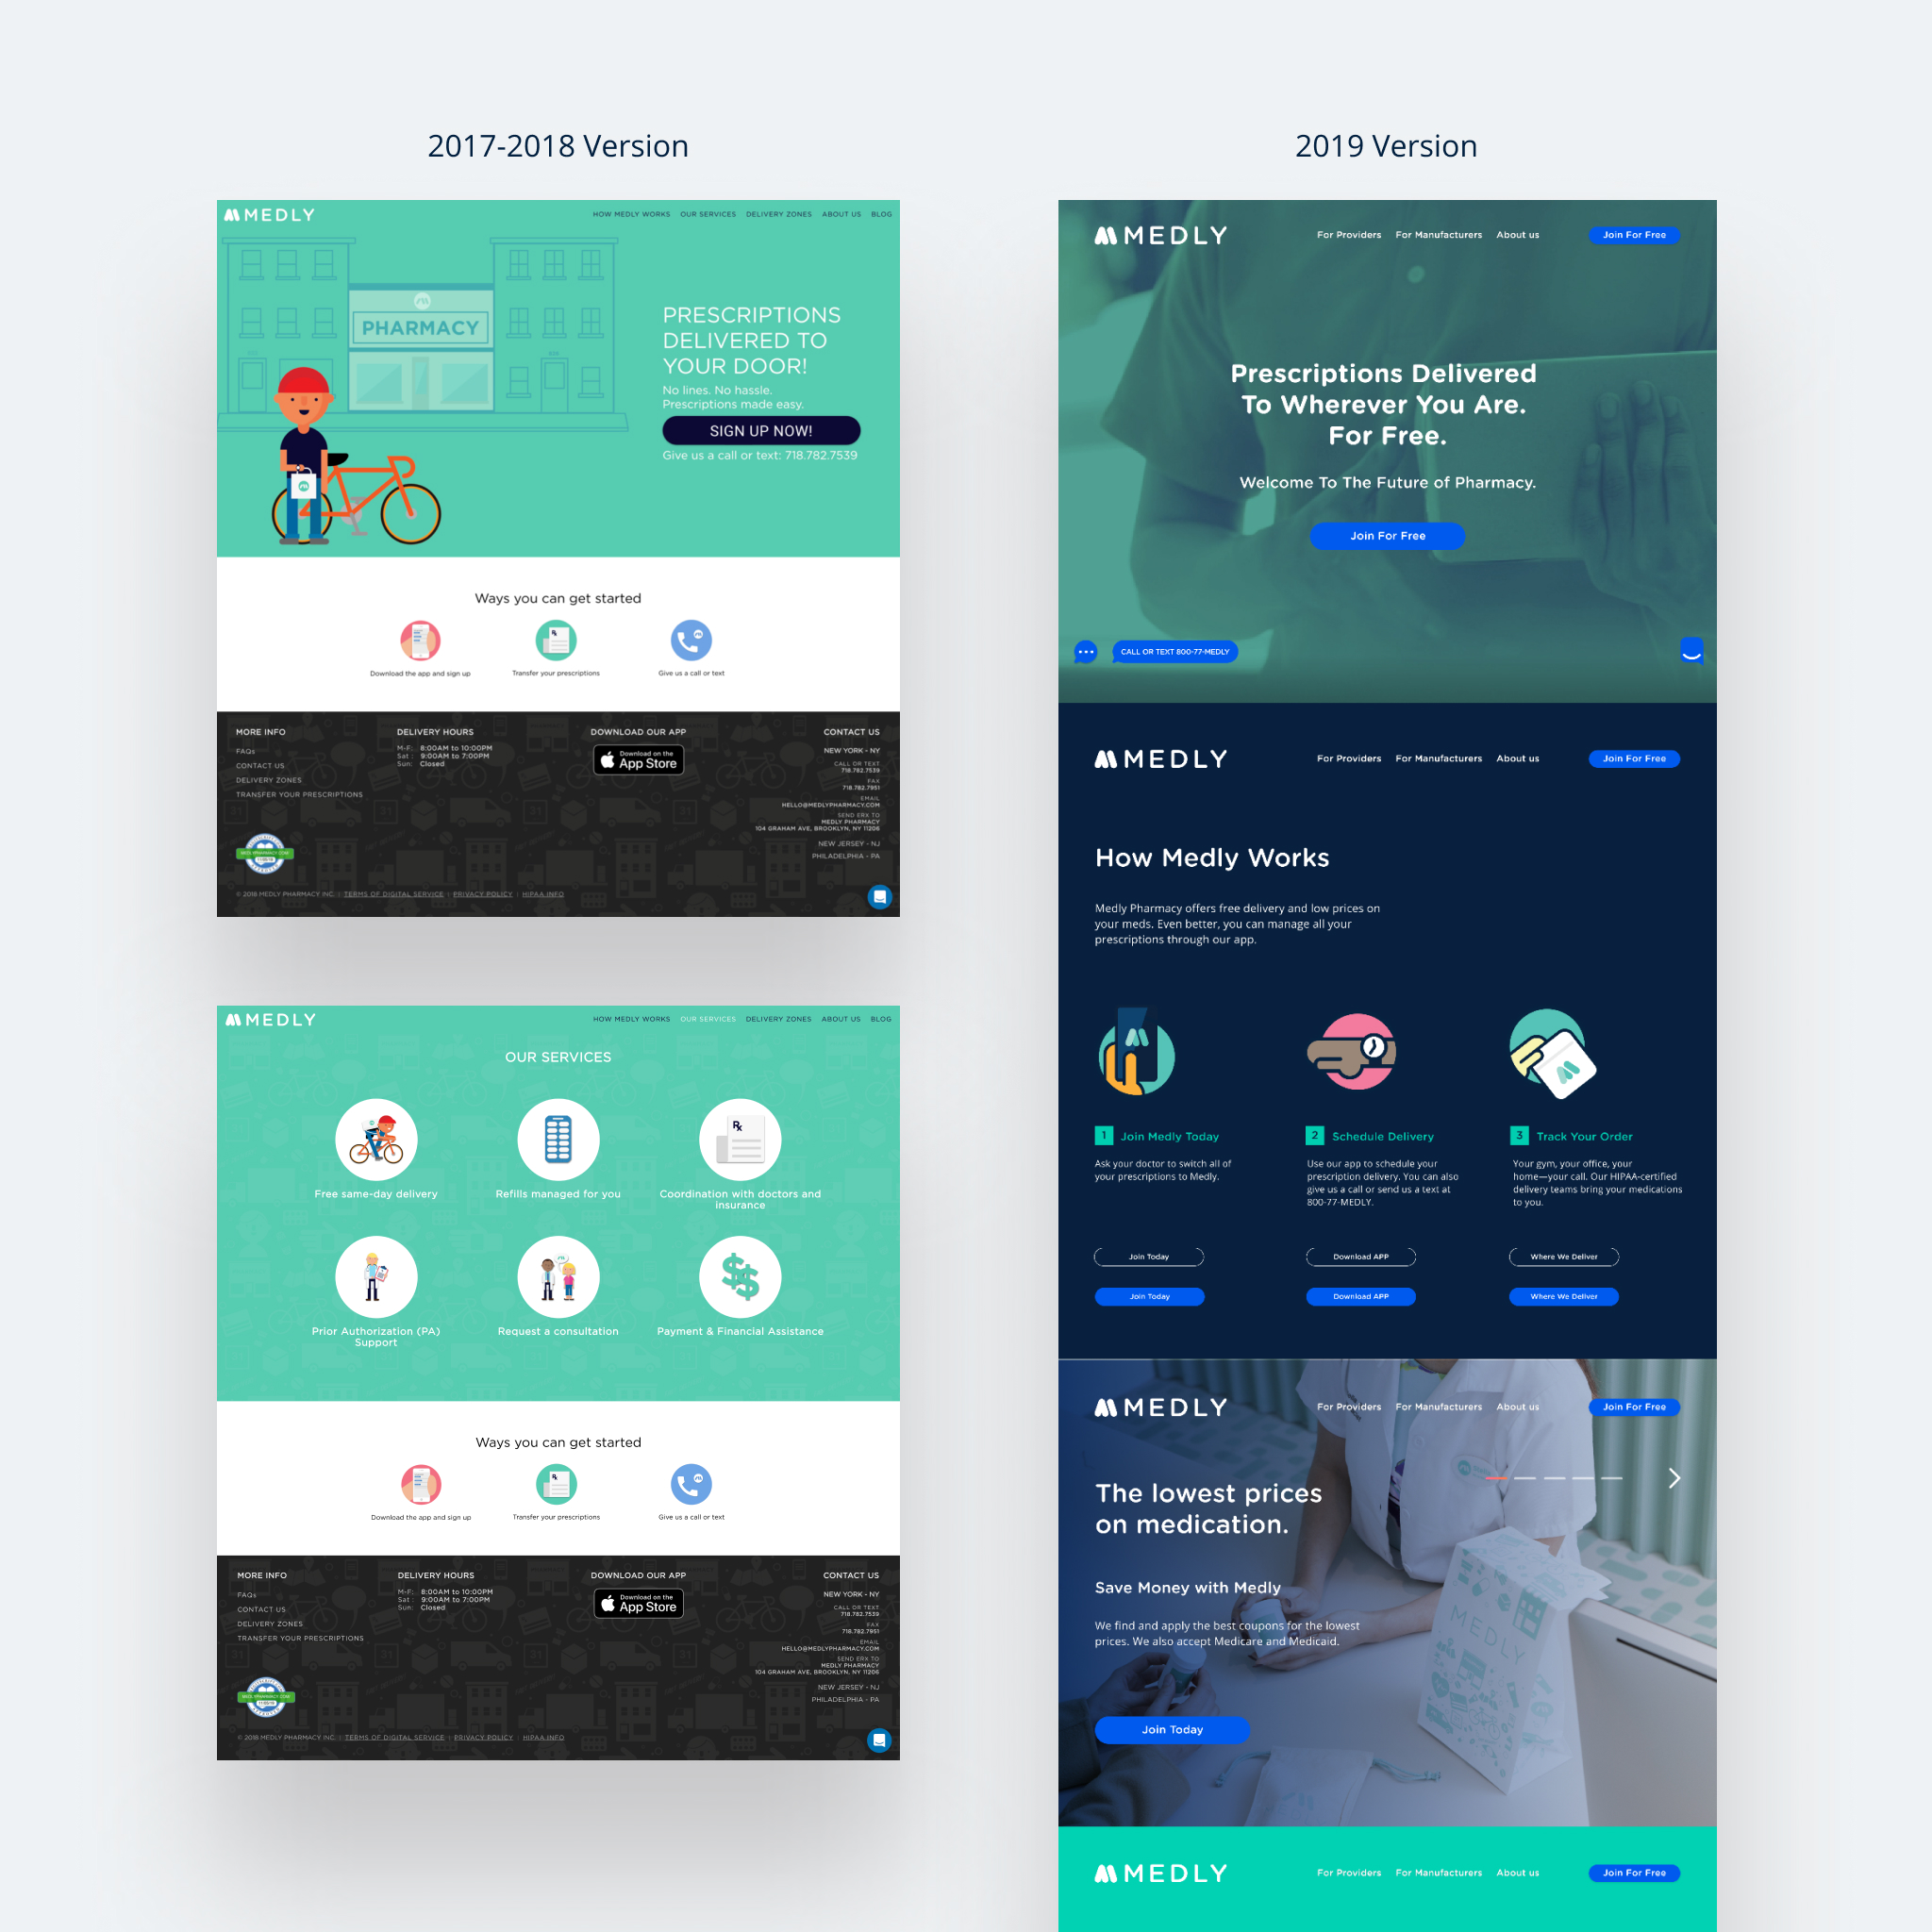 2017-2018 Version
MEDLY
HOW MEDLY WORKS OUR SERVICES DELIVERY ZONES ABOUT US BLOG
PHARMACY
PRESCRIPTIONS
DELIVERED TO
YOUR DOOR!
No lines. No hassle.
Prescriptions made easy.
SIGN UP NOW!
Give us a call or text: 718.782.7539
Ways you can get started
Download the app and sign up
Transfer your prescriptions
Give us a call or text
MORE INFO
FAQs
CONTACT US
DELIVERY ZONES
TRANSFER YOUR PRESCRIPTIONS
DELIVERY HOURS
M-F: 8:00AM to 10:00PM
Sat : 9:00AM to 7:00PM
Sun: Closed
DOWNLOAD OUR APP
Download on the
App Store
CONTACT US
NEW YORK - NY
CALL OR TEXT
718.782.7539
FAX
718.782.7951
EMAIL
HELLO@MEDLYPHARMACY.COM
SEND ERX TO
MEDLY PHARMACY
104 GRAHAM AVE, BROOKLYN, NY 11206
NEW JERSEY - NJ
PHILADELPHIA - PA
© 2018 MEDLY PHARMACY INC. | TERMS OF DIGITAL SERVICE | PRIVACY POLICY | HIPAA INFO
MEDLY
HOW MEDLY WORKS OUR SERVICES DELIVERY ZONES ABOUT US BLOG
OUR SERVICES
Rx
Free same-day delivery
Refills managed for you
Coordination with doctors and
insurance
Prior Authorization (PA)
Support
Request a consultation
Payment & Financial Assistance
Ways you can get started
Download the app and sign up
Transfer your prescriptions
Give us a call or text
MORE INFO
FAQs
CONTACT US
DELIVERY ZONES
TRANSFER YOUR PRESCRIPTIONS
DELIVERY HOURS
M-F: 8:00AM to 10:00PM
Sat : 9:00AM to 7:00PM
Sun: Closed
DOWNLOAD OUR APP
Download on the
App Store
CONTACT US
NEW YORK - NY
CALL OR TEXT
718.782.7539
FAX
718.782.7951
EMAIL
HELLO@MEDLYPHARMACY.COM
SEND ERX TO
MEDLY PHARMACY
104 GRAHAM AVE, BROOKLYN, NY 11206
NEW JERSEY - NJ
PHILADELPHIA - PA
© 2018 MEDLY PHARMACY INC. | TERMS OF DIGITAL SERVICE | PRIVACY POLICY | HIPAA INFO
2019 Version
MEDLY
For Providers For Manufacturers About us Join For Free
Prescriptions Delivered
To Wherever You Are.
For Free.
Welcome To The Future of Pharmacy.
Join For Free
CALL OR TEXT 800-77-MEDLY
MEDLY
For Providers For Manufacturers About us Join For Free
How Medly Works
Medly Pharmacy offers free delivery and low prices on
your meds. Even better, you can manage all your
prescriptions through our app.
1 Join Medly Today
Ask your doctor to switch all of
your prescriptions to Medly.
Join Today
Join Today
2 Schedule Delivery
Use our app to schedule your
prescription delivery. You can also
give us a call or send us a text at
800-77-MEDLY.
Download APP
Download APP
3 Track Your Order
Your gym, your office, your
home—your call. Our HIPAA-certified
delivery teams bring your medications
to you.
Where We Deliver
Where We Deliver
MEDLY
For Providers For Manufacturers About us Join For Free
The lowest prices
on medication.
Save Money with Medly
We find and apply the best coupons for the lowest
prices. We also accept Medicare and Medicaid.
Join Today
MEDLY
MEDLY
For Providers For Manufacturers About us Join For Free